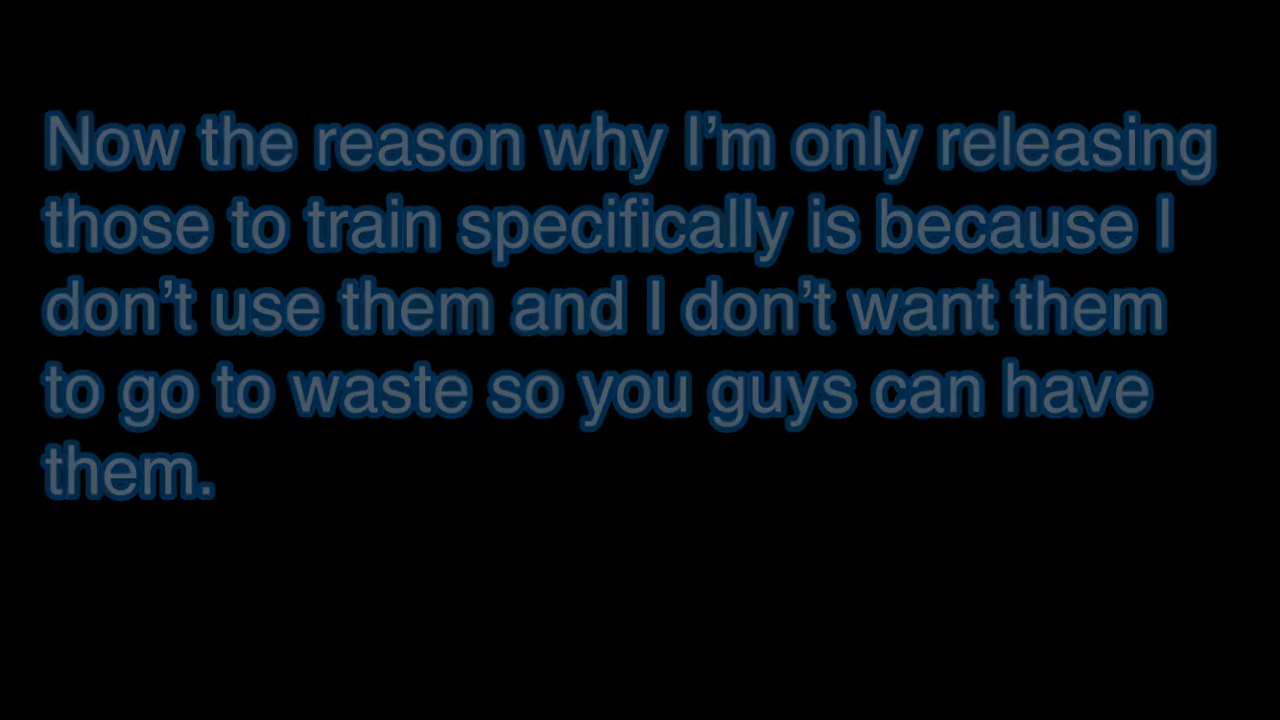 Now the reason why I’m only releasing
those to train specifically is because I
don’t use them and I don’t want them
to go to waste so you guys can have
them.